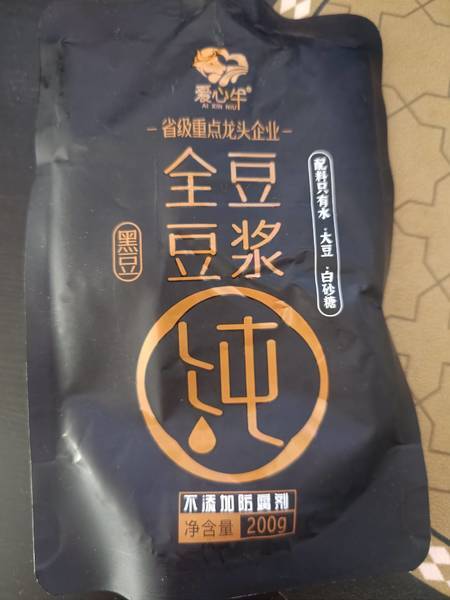 爱心牛®
AI XIN NIU
省级重点龙头企业
全豆
豆浆
黑豆
配料只有水·大豆·白砂糖
纯
不添加防腐剂
净含量 200g